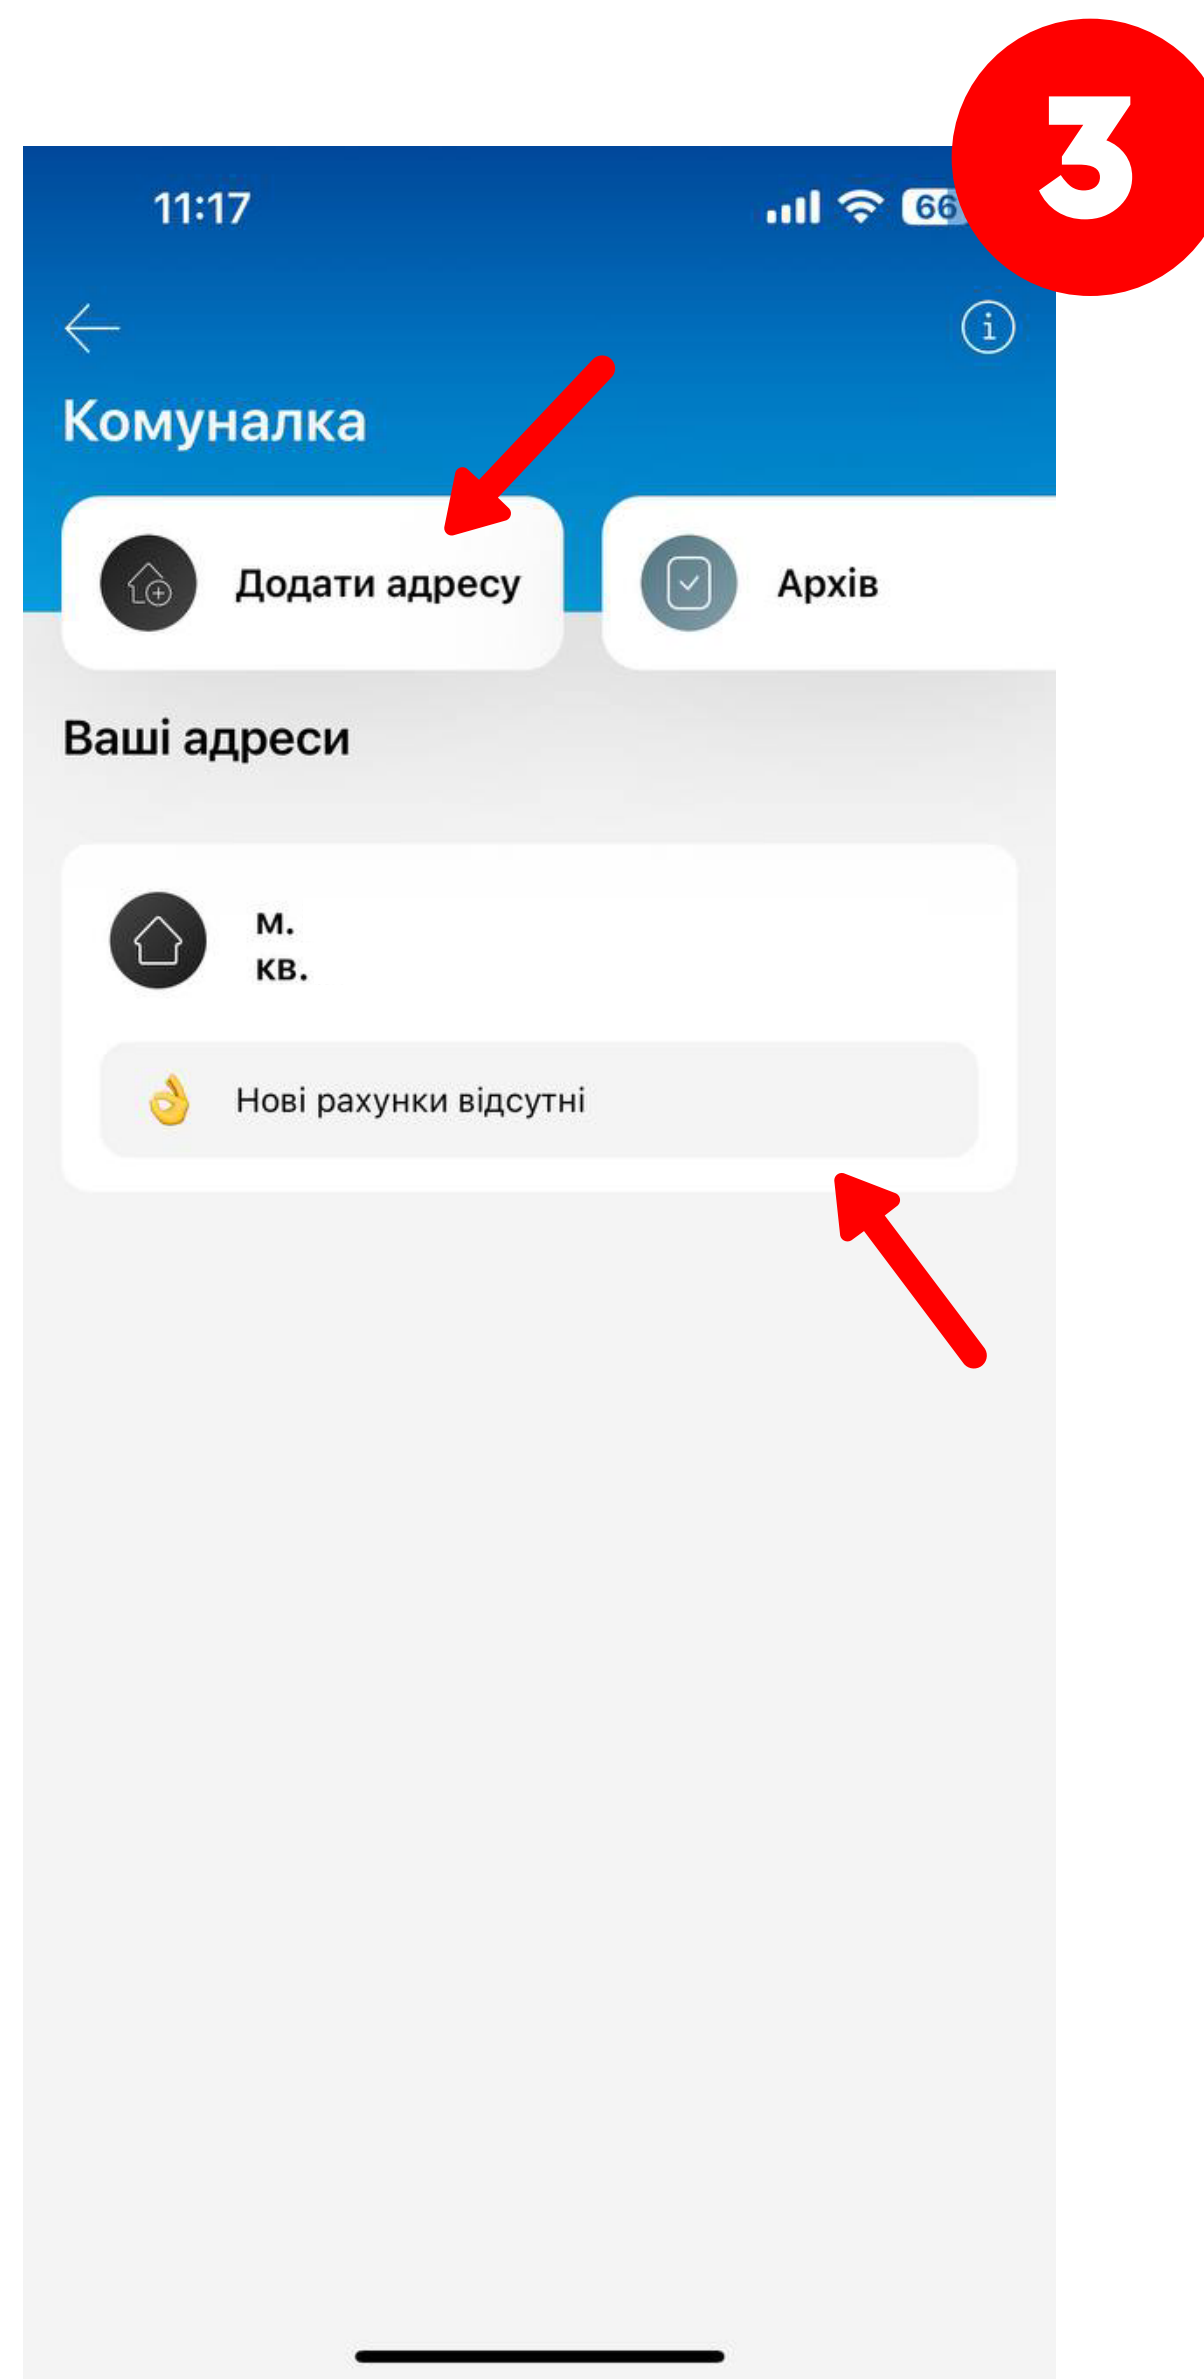 3
11:17
66
Комуналка
Додати адресу
Архів
Ваші адреси
м.
кв.
Нові рахунки відсутні